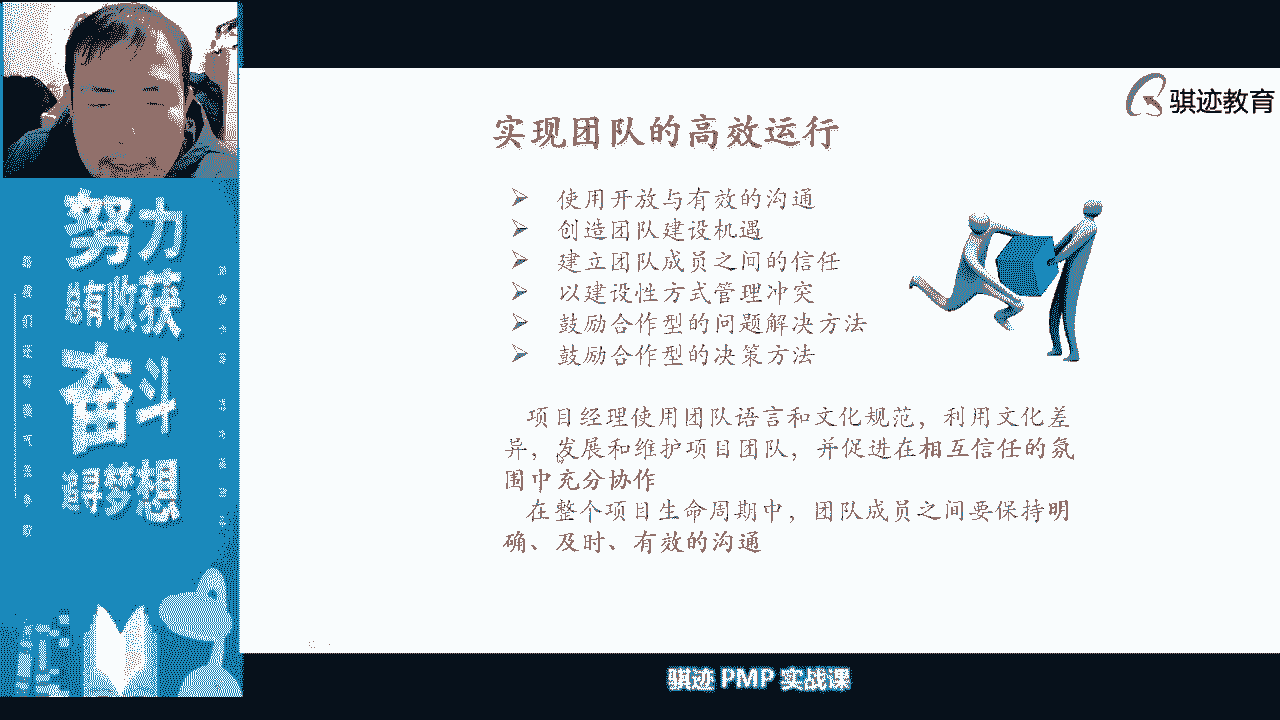 骐迹教育
实现团队的高效运行
➢ 使用开放与有效的沟通
➢ 创造团队建设机遇
➢ 建立团队成员之间的信任
➢ 以建设性方式管理冲突
➢ 鼓励合作型的问题解决方法
➢ 鼓励合作型的决策方法
项目经理使用团队语言和文化规范，利用文化差
异，发展和维护项目团队，并促进在相互信任的氛
围中充分协作
在整个项目生命周期中，团队成员之间要保持明
确、及时、有效的沟通
努力
总有收获
奋斗
追寻梦想
骐迹 PMP 实战课